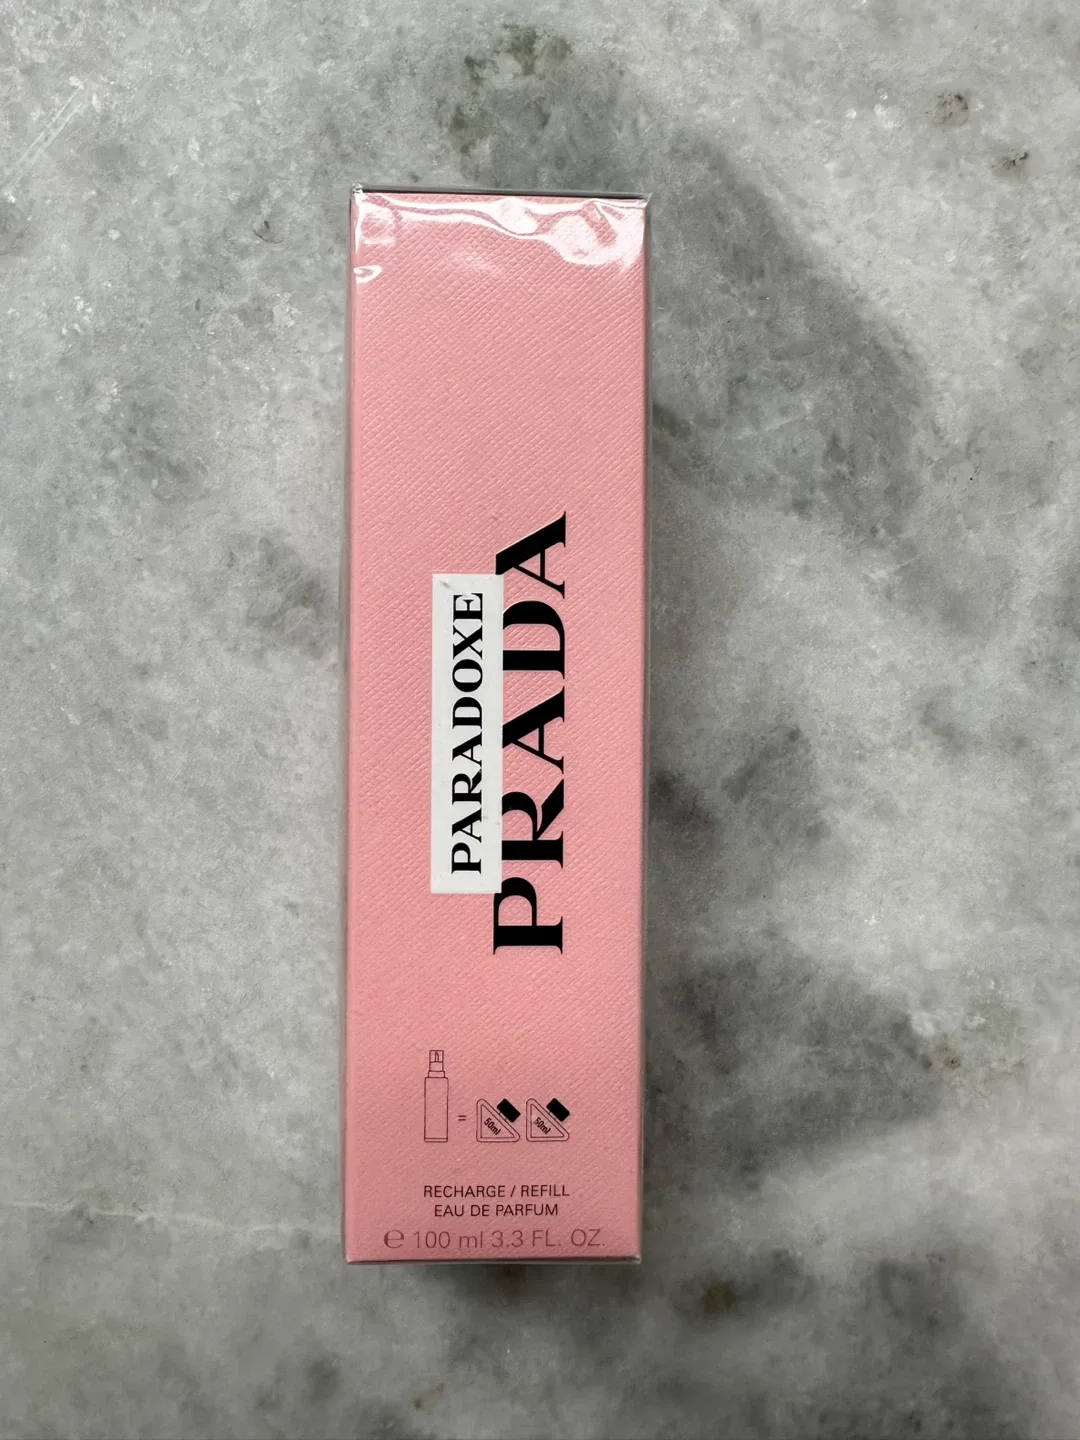 PARADOXE
PRADA
= 50ml 50ml
RECHARGE / REFILL
EAU DE PARFUM
℮ 100 ml 3.3 FL. OZ.